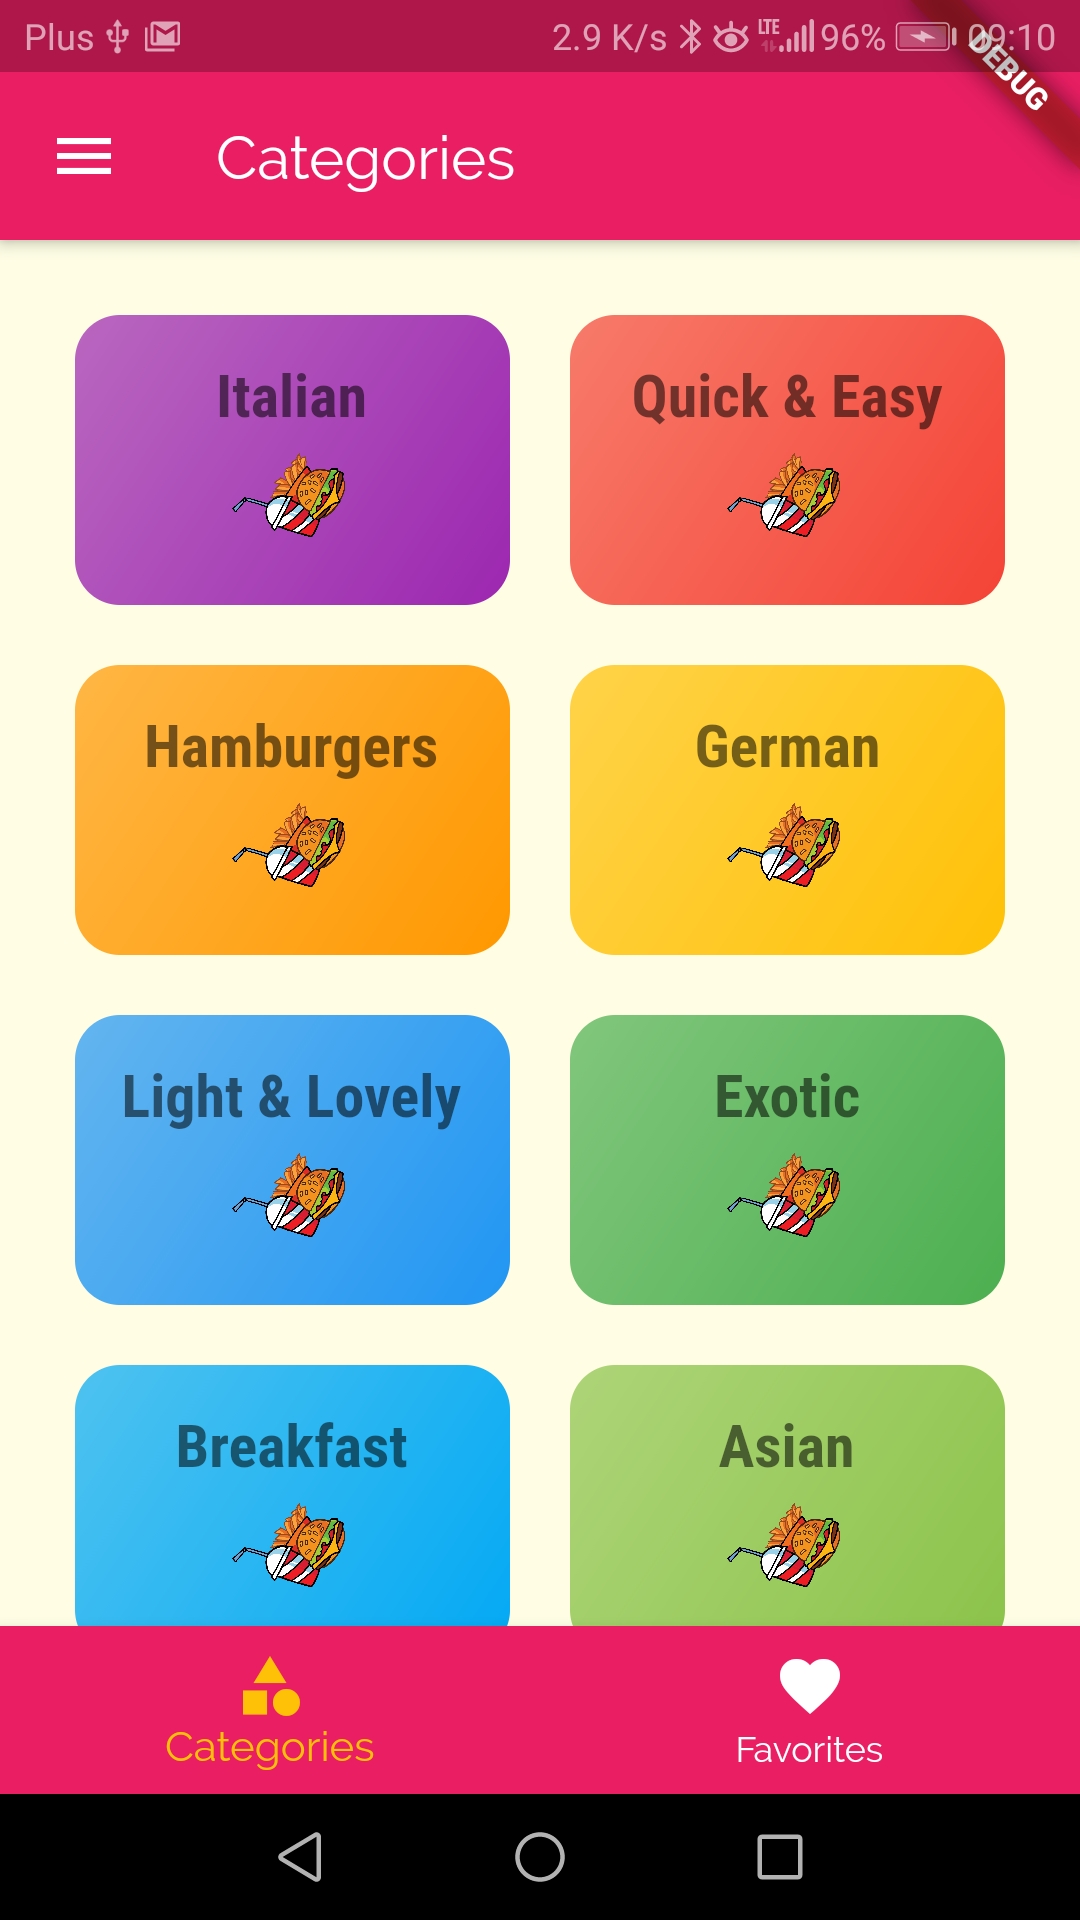 Plus 2.9 K/s LTE 96% 09:10
DEBUG
Categories
Italian
Quick & Easy
Hamburgers
German
Light & Lovely
Exotic
Breakfast
Asian
Categories
Favorites